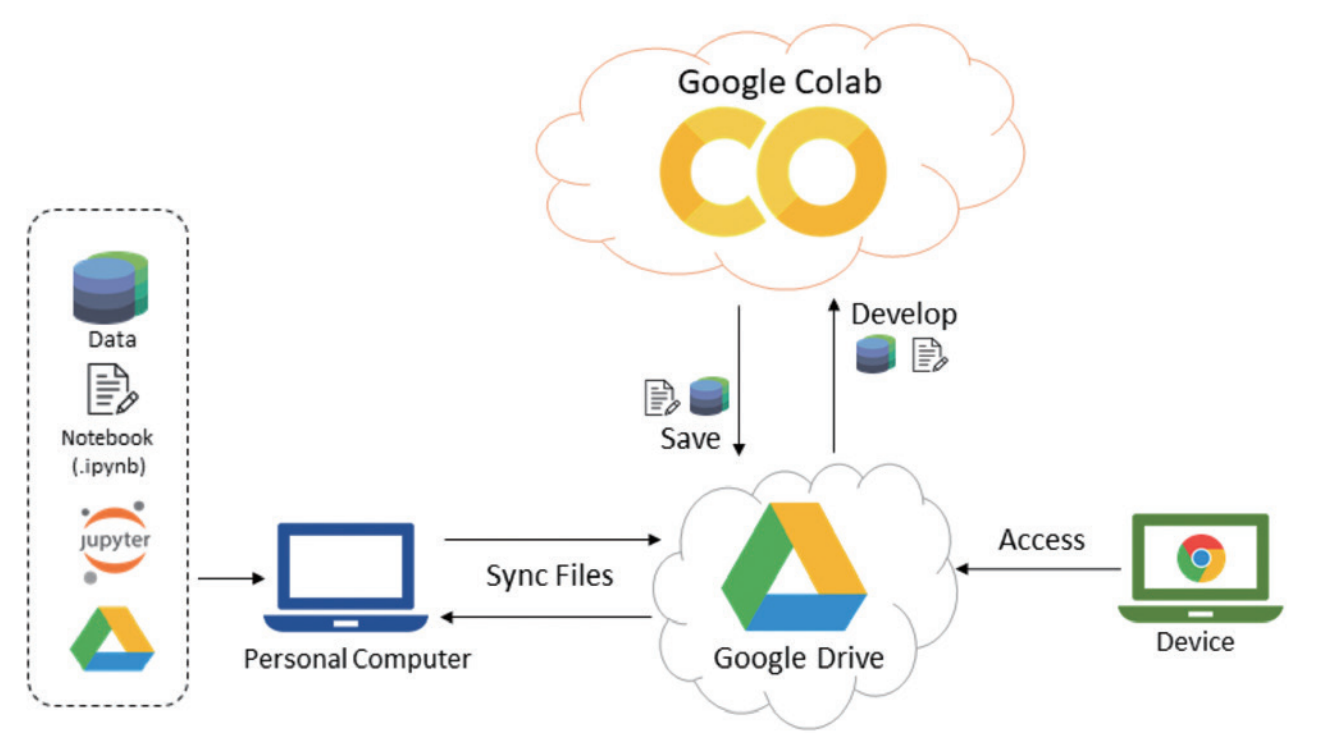 Google Colab
CO
Data
Notebook
(.ipynb)
jupyter
Develop
Save
Sync Files
Access
Personal Computer
Google Drive
Device